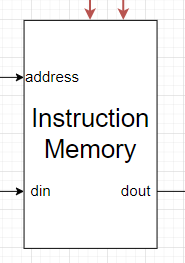 address
Instruction
Memory
din dout